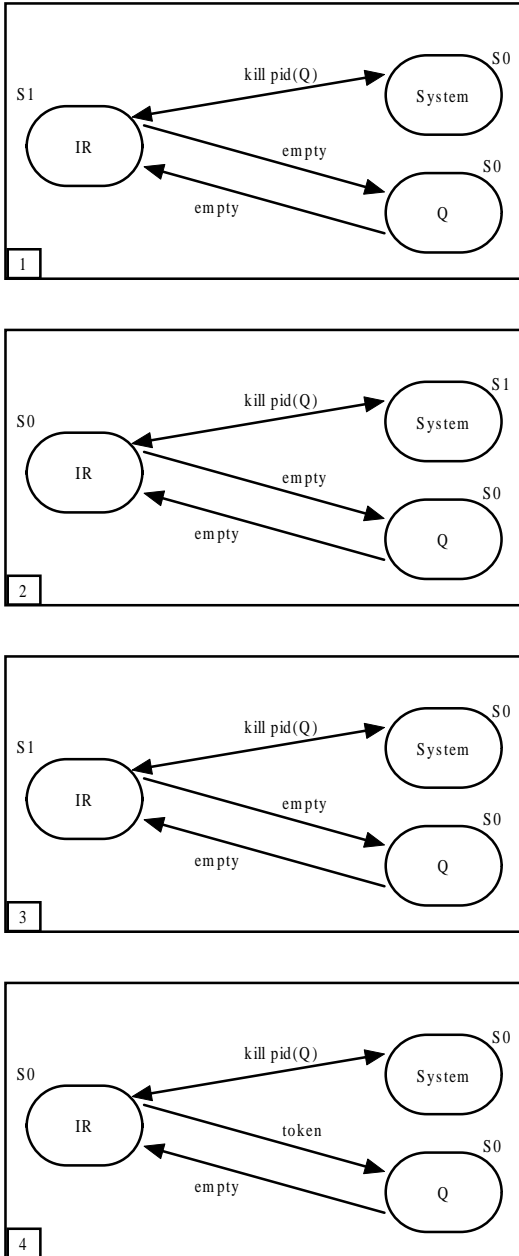 S0
kill pid(Q)
System
S1
IR
empty
S0
empty
Q
1
S1
kill pid(Q)
System
S0
IR
empty
S0
empty
Q
2
S0
kill pid(Q)
System
S1
IR
empty
S0
empty
Q
3
S0
kill pid(Q)
System
S0
IR
token
S0
empty
Q
4